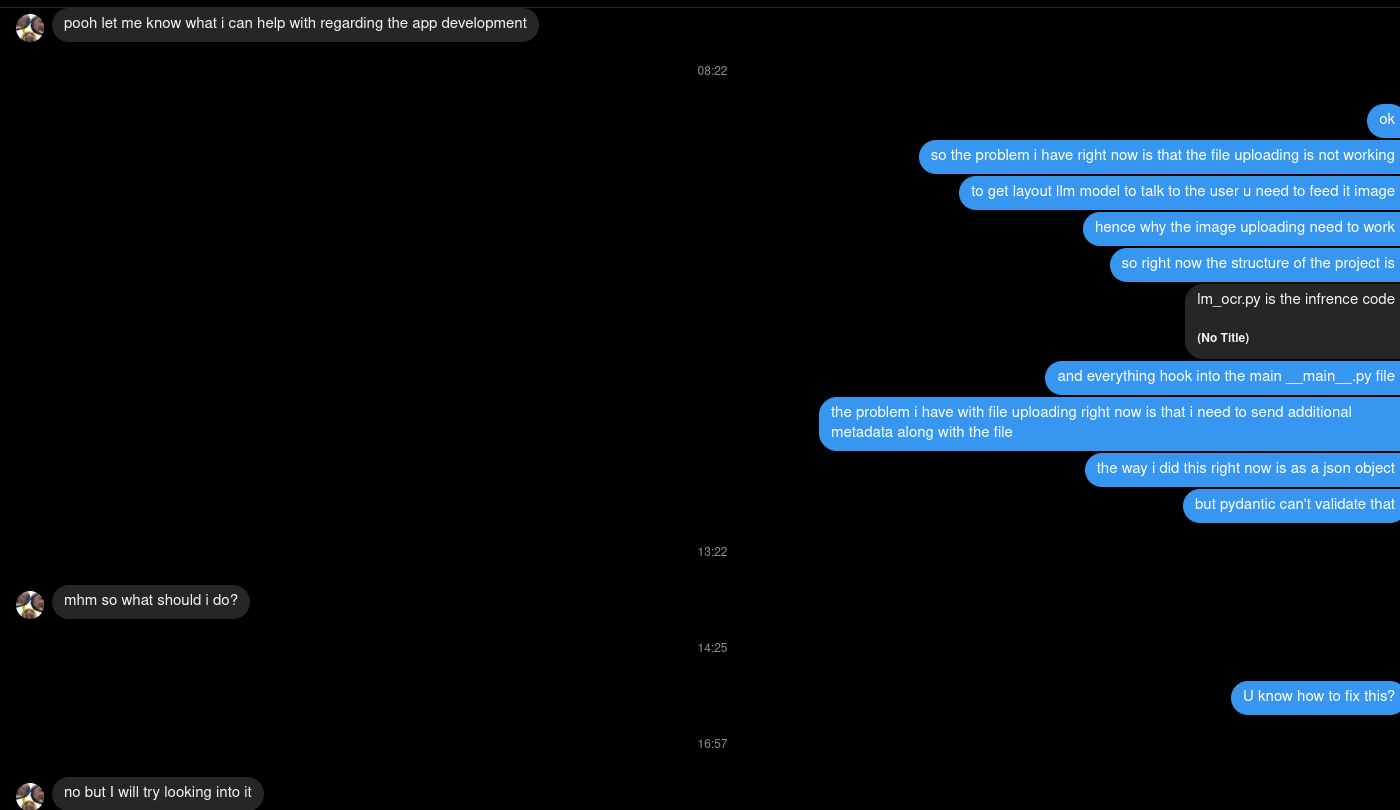 pooh let me know what i can help with regarding the app development
08:22
ok
so the problem i have right now is that the file uploading is not working
to get layout llm model to talk to the user u need to feed it image
hence why the image uploading need to work
so right now the structure of the project is
lm_ocr.py is the infrence code
(No Title)
and everything hook into the main __main__.py file
the problem i have with file uploading right now is that i need to send additional
metadata along with the file
the way i did this right now is as a json object
but pydantic can't validate that
13:22
mhm so what should i do?
14:25
U know how to fix this?
16:57
no but I will try looking into it